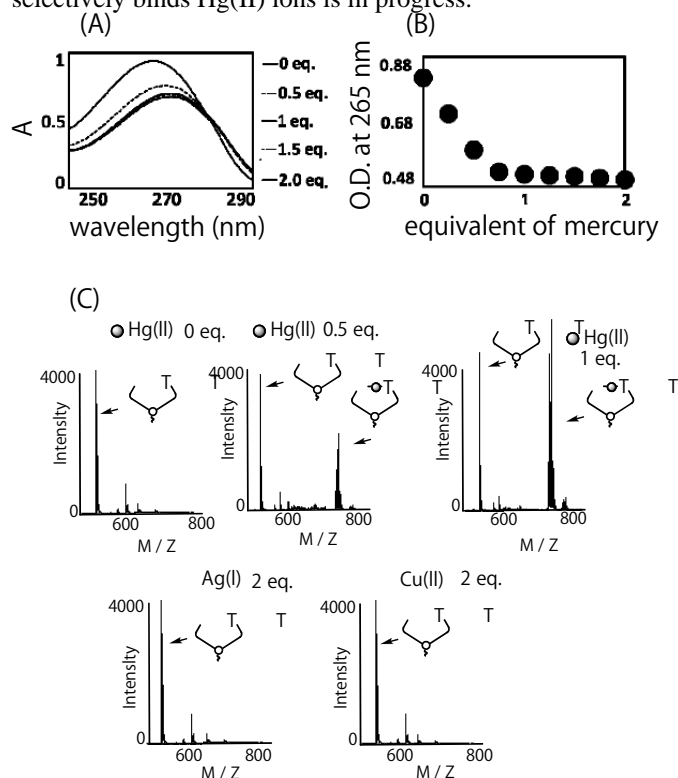 selectively binds Hg(II) ions is in progress.
(A) (B)
1 —0 eq. 0.88
---0.5 eq.
A 0.5 —1 eq. O.D. at 265 nm 0.68
---1.5 eq.
0 —2.0 eq. 0.48
250 270 290 0 1 2
wavelength (nm) equivalent of mercury
(C)
Hg(II) 0 eq. Hg(II) 0.5 eq. T T Hg(II)
1 eq.
4000 T T 4000 T T 4000
T T T T
Intensity Intensity Intensity
0 0 0
600 800 600 800 600 800
M / Z M / Z M / Z
Ag(I) 2 eq. Cu(II) 2 eq.
4000 T T 4000 T T
Intensity Intensity
0 0
600 800 600 800
M / Z M / Z